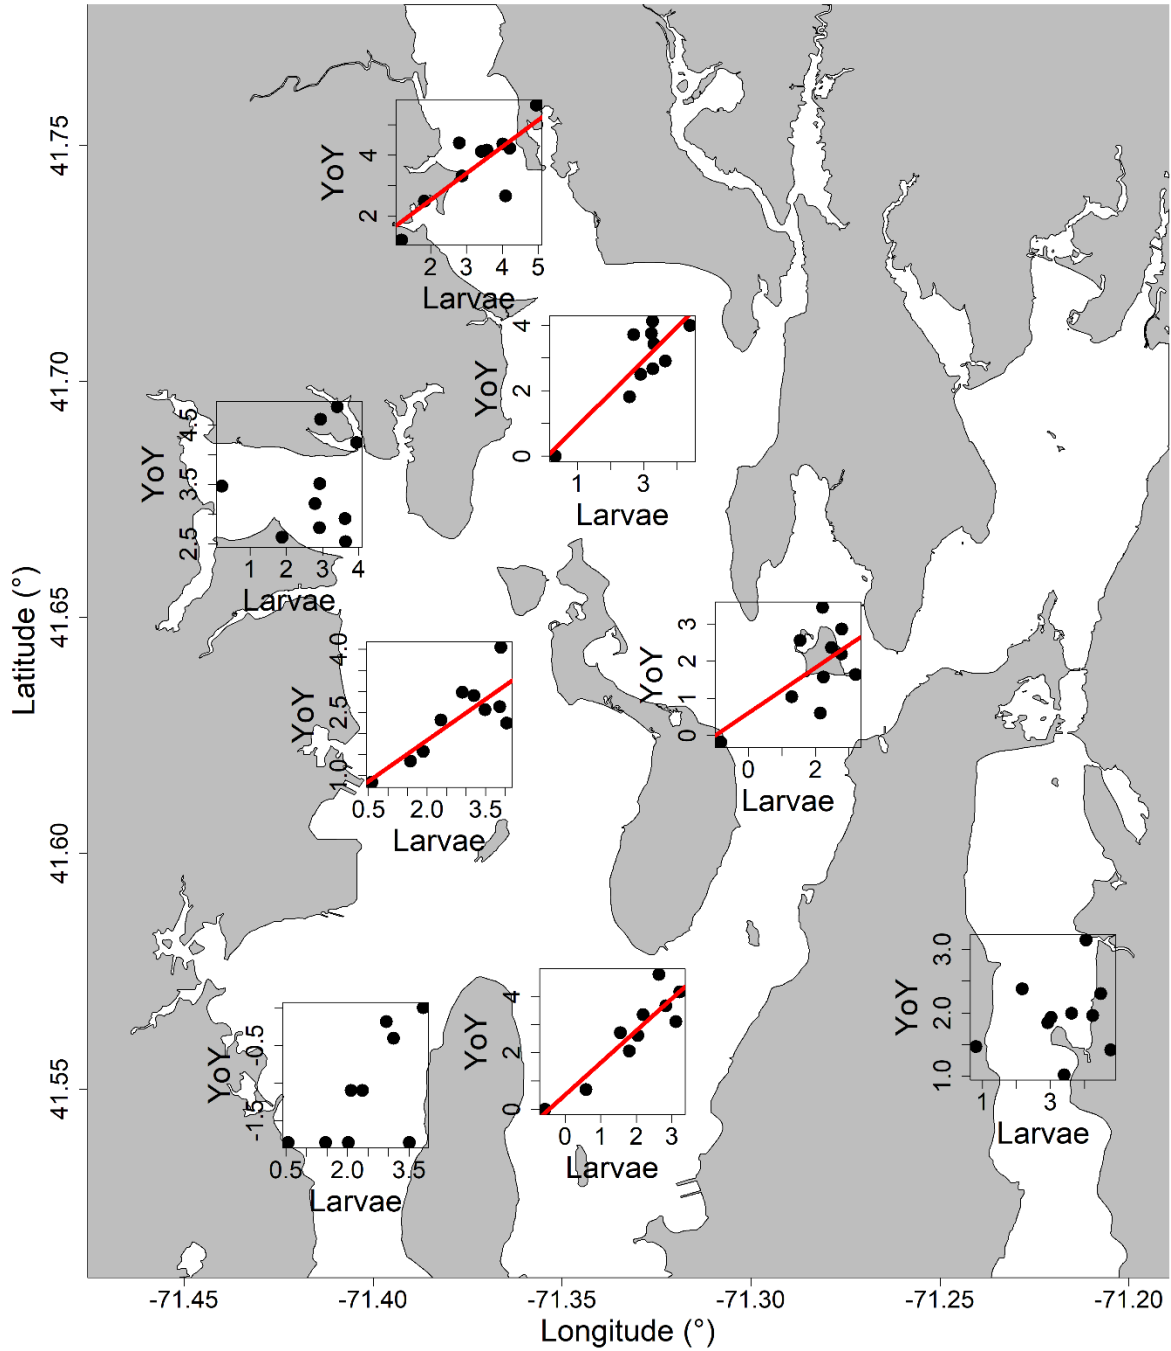 YoY
4
2
2 3 4 5
Larvae
YoY
4
2
0
1 3
Larvae
YoY
4.5
3.5
2.5
1 2 3 4
Larvae
YoY
3
2
1
0
0 2
Larvae
YoY
4.0
2.5
1.0
0.5 2.0 3.5
Larvae
YoY
3.0
2.0
1.0
1 3
Larvae
YoY
4
2
0
0 1 2 3
Larvae
YoY
-0.5
-1.5
0.5 2.0 3.5
Larvae
Latitude (°)
41.75
41.70
41.65
41.60
41.55
-71.45 -71.40 -71.35 -71.30 -71.25 -71.20
Longitude (°)